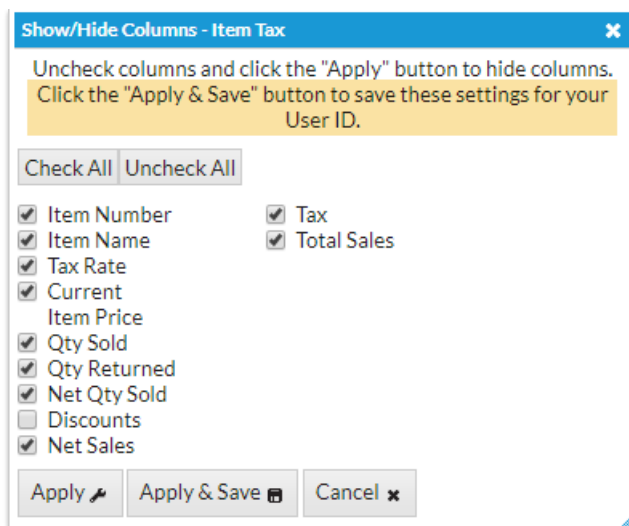 Show/Hide Columns - Item Tax
Uncheck columns and click the "Apply" button to hide columns.
Click the "Apply & Save" button to save these settings for your
User ID.
Check All Uncheck All
Item Number
Item Name
Tax Rate
Current
Item Price
Qty Sold
Qty Returned
Net Qty Sold
Discounts
Net Sales
Tax
Total Sales
Apply Apply & Save Cancel